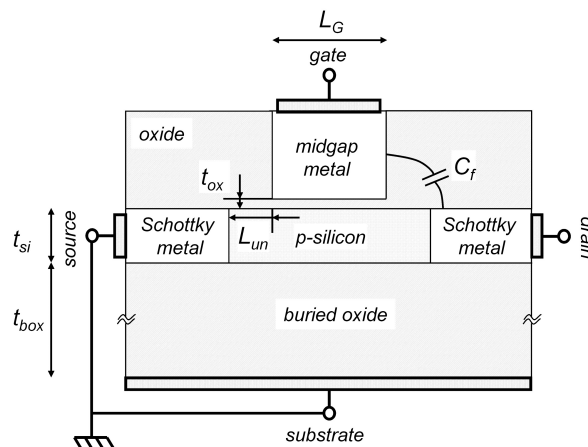 L_G
gate
oxide
midgap
metal
t_ox
C_f
t_si
source
Schottky
metal
L_un
p-silicon
Schottky
metal
drain
t_box
buried oxide
substrate